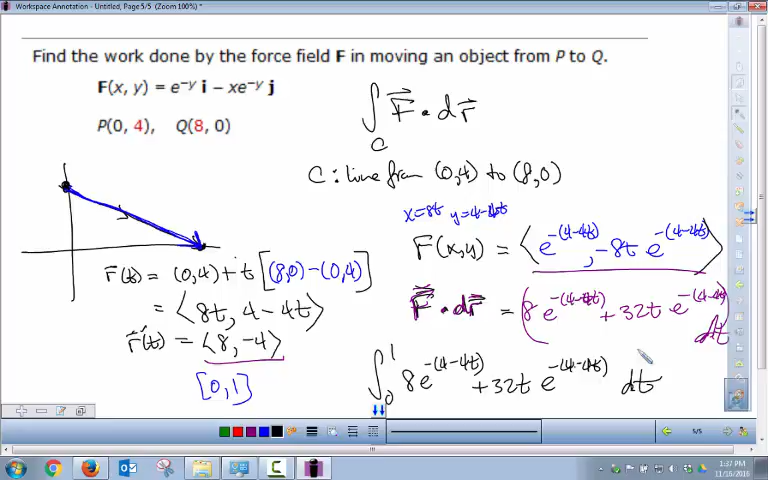 Workspace Annotation - Untitled, Page 5/5 (Zoom 100%) *
Find the work done by the force field F in moving an object from P to Q.
F(x, y) = e^−y i − xe^−y j
P(0, 4), Q(8, 0)
∫_C F⃗ • dr⃗
C : line from (0,4) to (8,0)
x=8t y=4-4t
F(x,y) = ⟨e^-(4-4t), -8t e^-(4-4t)⟩
r(t) = (0,4) + t [(8,0) - (0,4)]
= ⟨8t, 4-4t⟩
r⃗'(t) = ⟨8, -4⟩
[0,1]
F⃗ • dr⃗ = (8 e^-(4-4t) + 32t e^-(4-4t)) dt
∫_0^1 8e^-(4-4t) + 32t e^-(4-4t) dt
5/5
1:37 PM
11/16/2016